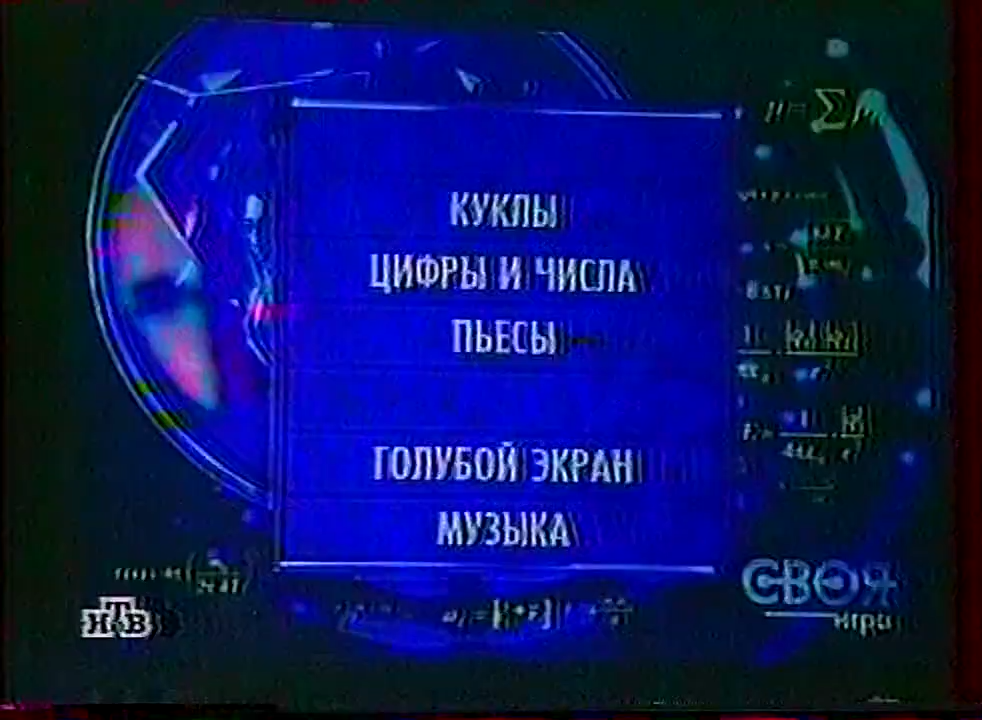 КУКЛЫ
ЦИФРЫ И ЧИСЛА
ПЬЕСЫ
ГОЛУБОЙ ЭКРАН
МУЗЫКА
СВОЯ
игра
НТВ